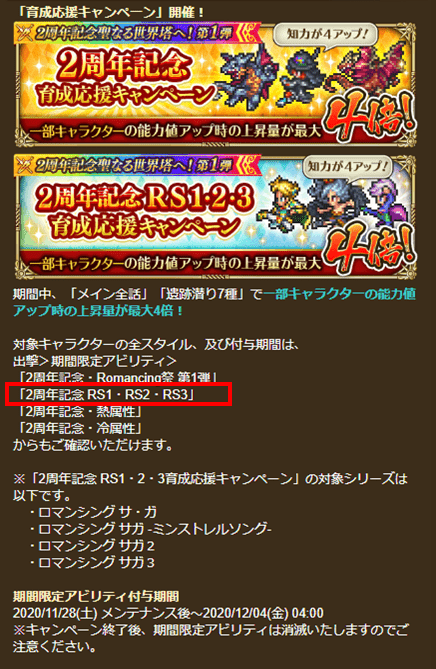 「育成応援キャンペーン」開催！
2周年記念聖なる世界塔へ！第1弾
知力が4アップ！
2周年記念
育成応援キャンペーン
一部キャラクターの能力値アップ時の上昇量が最大
4倍！
2周年記念聖なる世界塔へ！第1弾
知力が4アップ！
2周年記念 RS1・2・3
育成応援キャンペーン
一部キャラクターの能力値アップ時の上昇量が最大
4倍！
期間中、「メイン全話」「遺跡潜り7種」で一部キャラクターの能力値
アップ時の上昇量が最大4倍！
対象キャラクターの全スタイル、及び付与期間は、
出撃>期間限定アビリティ>
「2周年記念・Romancing祭 第1弾」
「2周年記念 RS1・RS2・RS3」
「2周年記念・熱属性」
「2周年記念・冷属性」
からもご確認いただけます。
※「2周年記念 RS1・2・3育成応援キャンペーン」の対象シリーズは
以下です。
・ロマンシング サ・ガ
・ロマンシング サガ -ミンストレルソング-
・ロマンシング サガ２
・ロマンシング サガ３
期間限定アビリティ付与期間
2020/11/28(土) メンテナンス後～2020/12/04(金) 04:00
※キャンペーン終了後、期間限定アビリティは消滅いたしますのでご
注意ください。